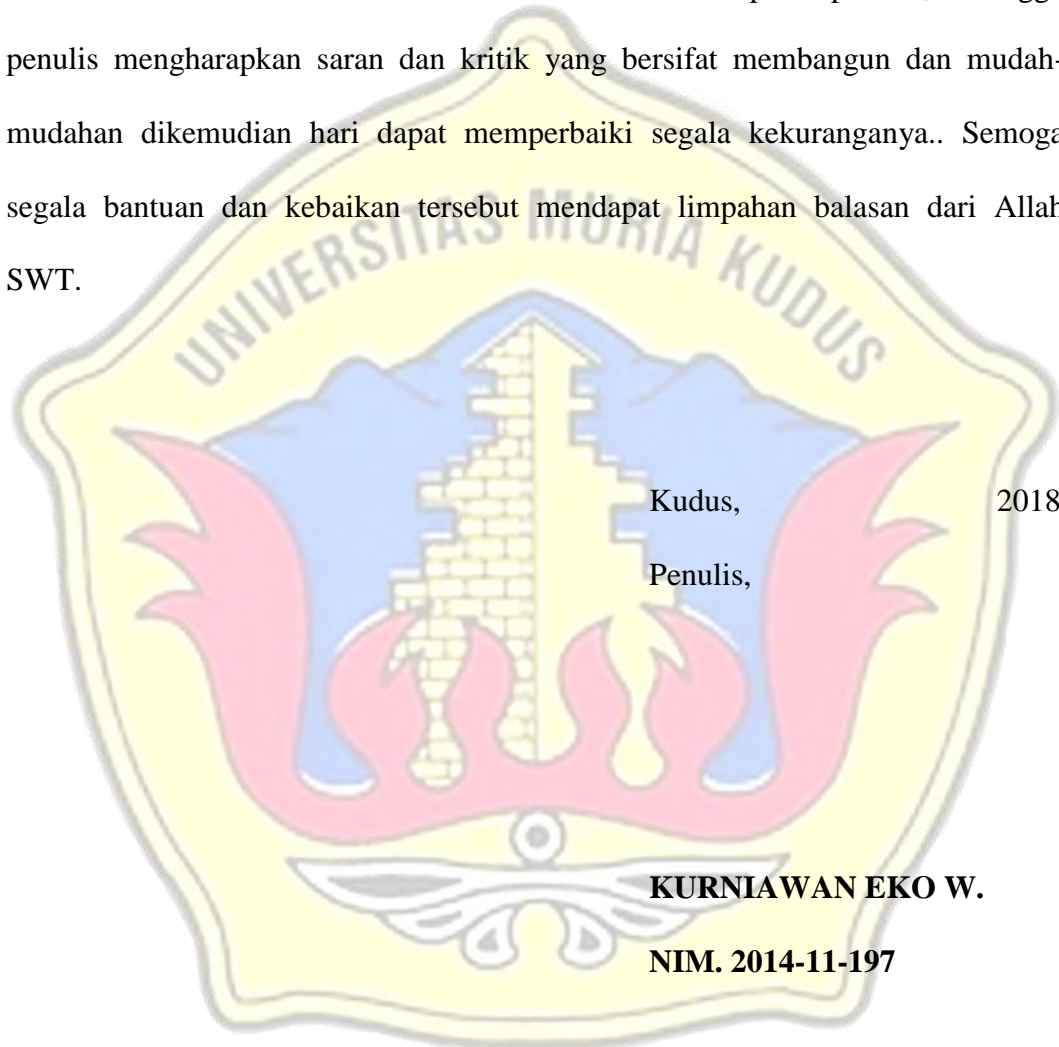 penulis mengharapkan saran dan kritik yang bersifat membangun dan mudah-
mudahan dikemudian hari dapat memperbaiki segala kekuranganya.. Semoga
segala bantuan dan kebaikan tersebut mendapat limpahan balasan dari Allah
SWT.
UNIVERSITAS MURIA KUDUS
Kudus, 2018
Penulis,
KURNIAWAN EKO W.
NIM. 2014-11-197